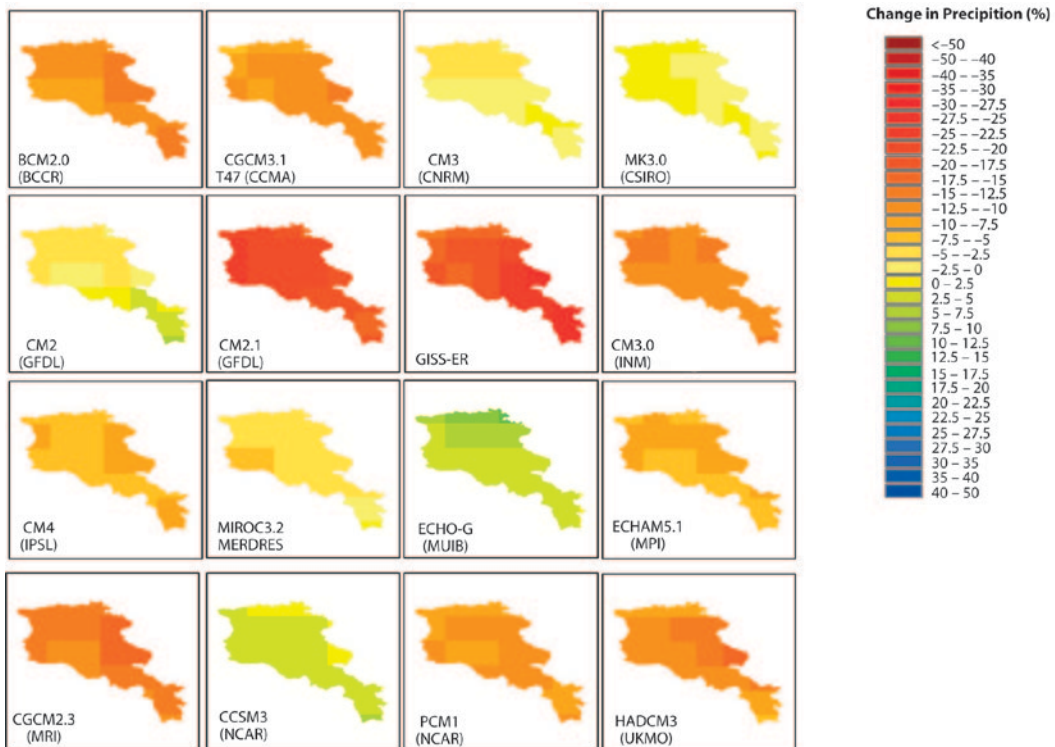 Change in Precipition (%)
<–50
–50 – –40
–40 – –35
–35 – –30
–30 – –27.5
–27.5 – –25
–25 – –22.5
–22.5 – –20
–20 – –17.5
–17.5 – –15
–15 – –12.5
–12.5 – –10
–10 – –7.5
–7.5 – –5
–5 – –2.5
–2.5 – 0
0 – 2.5
2.5 – 5
5 – 7.5
7.5 – 10
10 – 12.5
12.5 – 15
15 – 17.5
17.5 – 20
20 – 22.5
22.5 – 25
25 – 27.5
27.5 – 30
30 – 35
35 – 40
40 – 50
BCM2.0
(BCCR)
CGCM3.1
T47 (CCMA)
CM3
(CNRM)
MK3.0
(CSIRO)
CM2
(GFDL)
CM2.1
(GFDL)
GISS-ER
CM3.0
(INM)
CM4
(IPSL)
MIROC3.2
MERDRES
ECHO-G
(MUIB)
ECHAM5.1
(MPI)
CGCM2.3
(MRI)
CCSM3
(NCAR)
PCM1
(NCAR)
HADCM3
(UKMO)